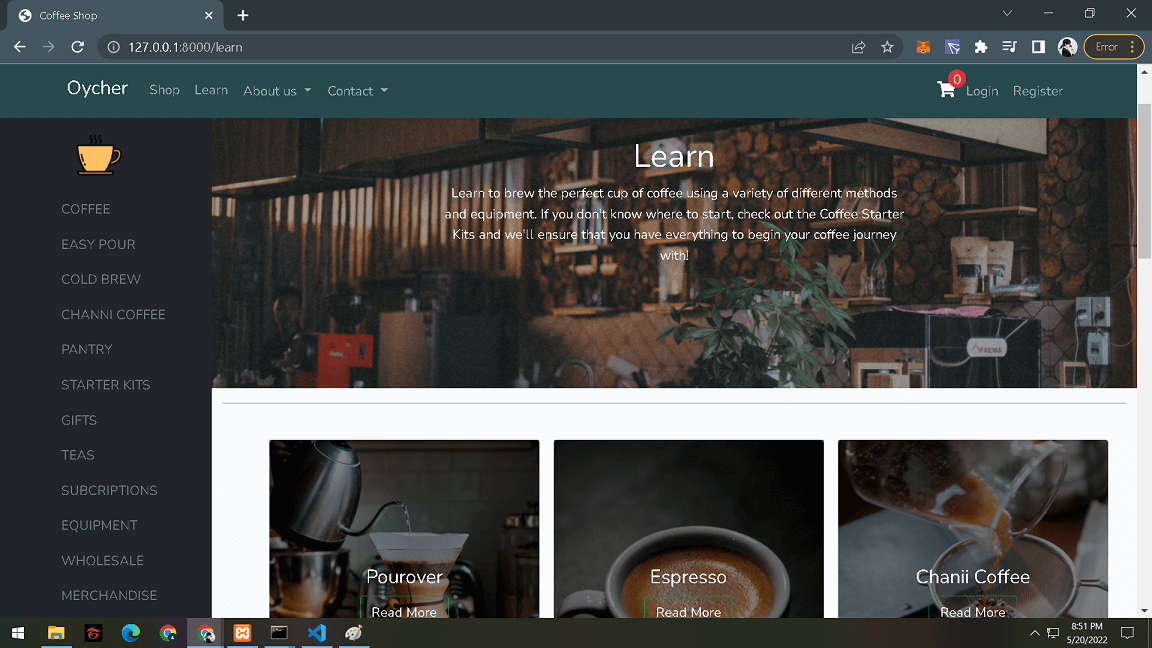 Coffee Shop
127.0.0.1:8000/learn
Error
Oycher
Shop
Learn
About us
Contact
0
Login
Register
COFFEE
EASY POUR
COLD BREW
CHANNI COFFEE
PANTRY
STARTER KITS
GIFTS
TEAS
SUBCRIPTIONS
EQUIPMENT
WHOLESALE
MERCHANDISE
Learn
Learn to brew the perfect cup of coffee using a variety of different methods
and equipment. If you don't know where to start, check out the Coffee Starter
Kits and we'll ensure that you have everything to begin your coffee journey
with!
FAEMA
Pourover
Read More
Espresso
Read More
Chanii Coffee
Read More
8:51 PM
5/20/2022